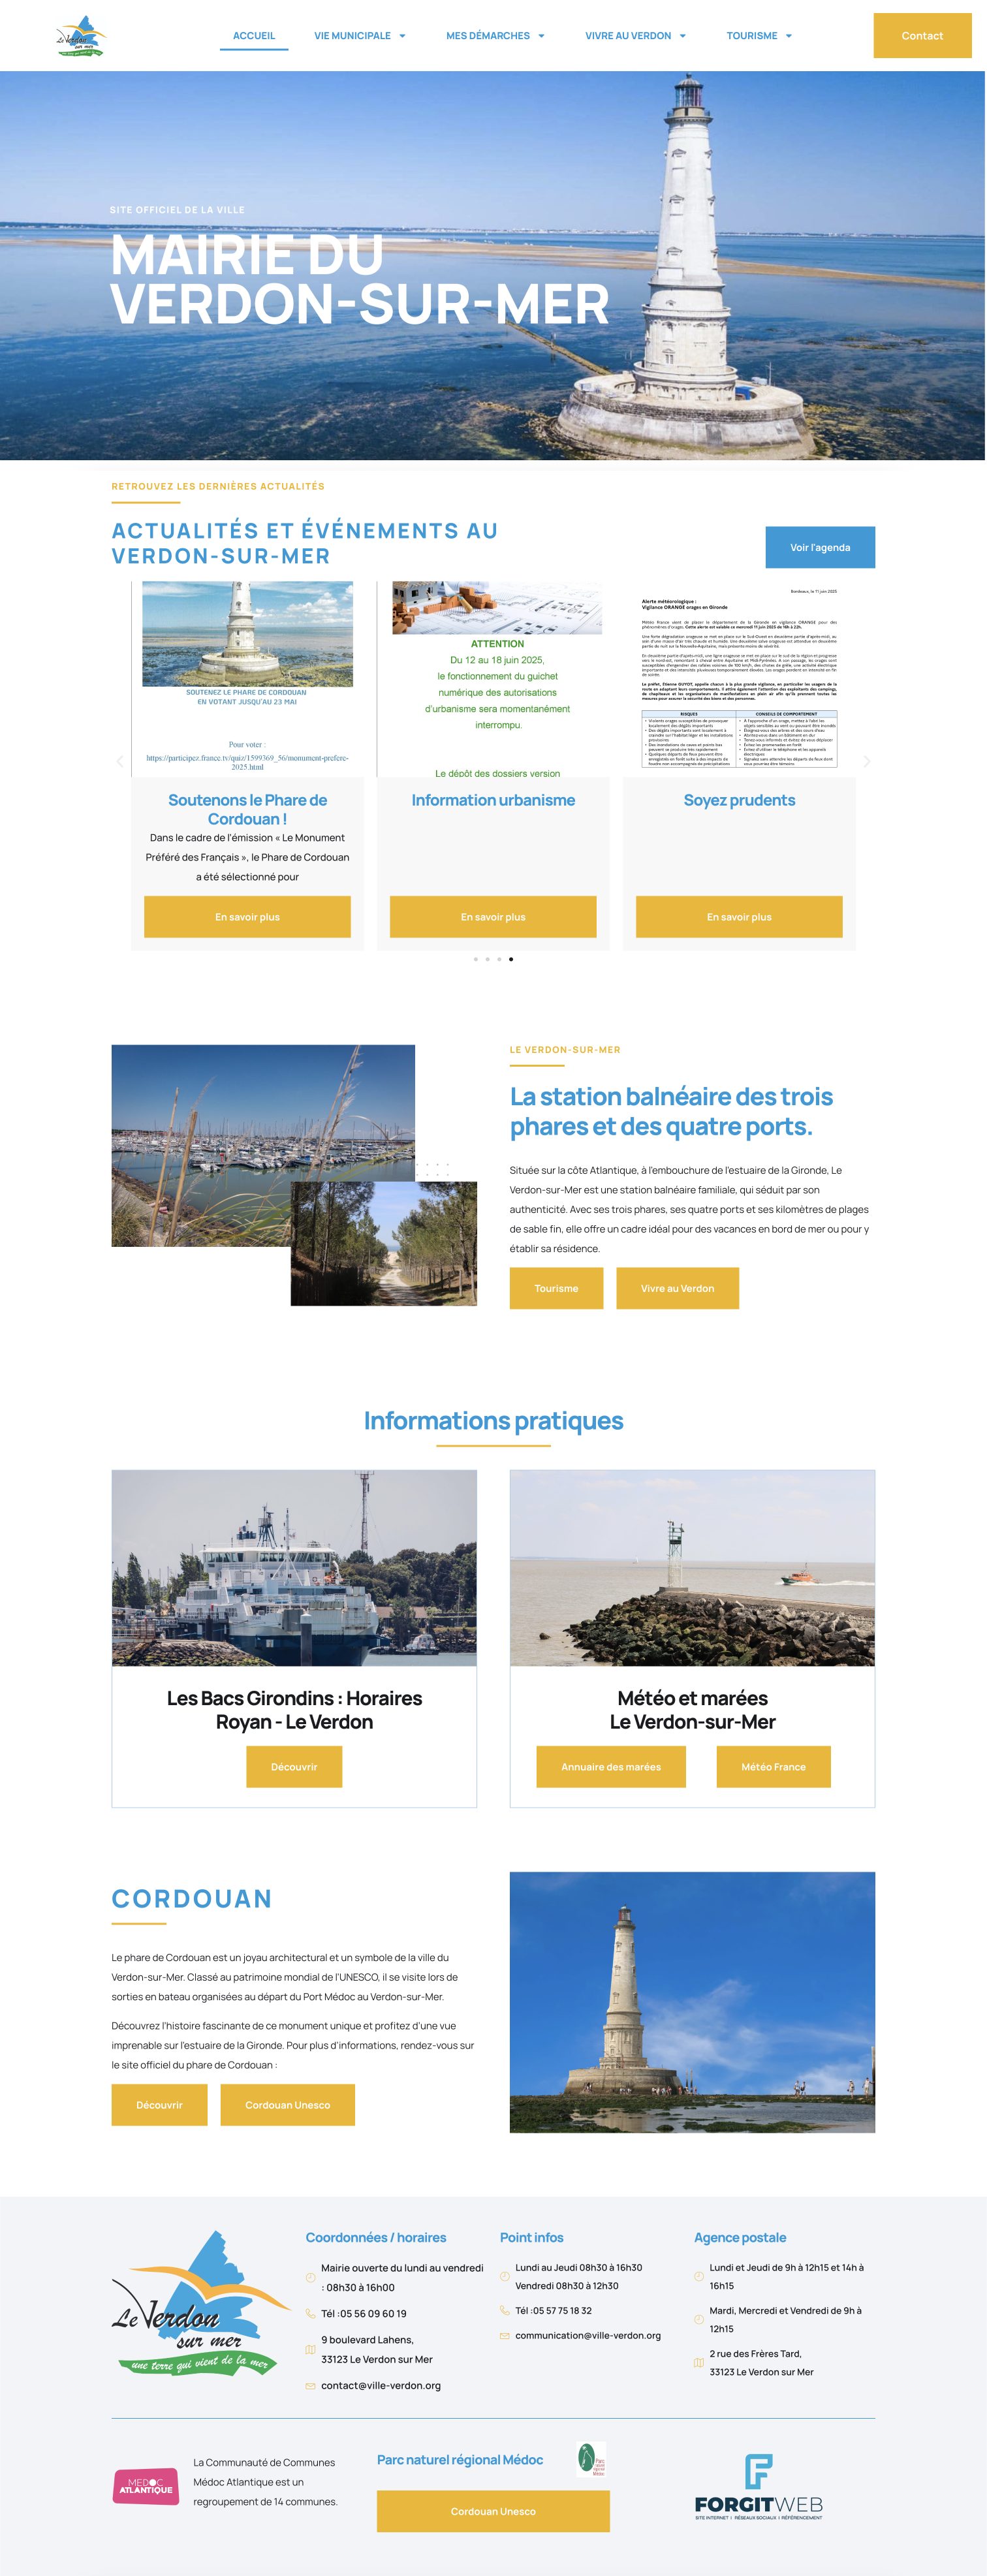 Le Verdon
sur mer
ACCUEIL
VIE MUNICIPALE
MES DÉMARCHES
VIVRE AU VERDON
TOURISME
Contact
SITE OFFICIEL DE LA VILLE
MAIRIE DU
VERDON-SUR-MER
RETROUVEZ LES DERNIÈRES ACTUALITÉS
ACTUALITÉS ET ÉVÉNEMENTS AU
VERDON-SUR-MER
Voir l'agenda
SOUTENEZ LE PHARE DE CORDOUAN
EN VOTANT JUSQU'AU 23 MAI
Pour voter :
https://participez.france.tv/quiz/1599369_56/monument-prefere-
2025.html
Soutenons le Phare de
Cordouan !
Dans le cadre de l'émission « Le Monument
Préféré des Français », le Phare de Cordouan
a été sélectionné pour
En savoir plus
ATTENTION
Du 12 au 18 juin 2025,
le fonctionnement du guichet
numérique des autorisations
d'urbanisme sera momentanément
interrompu.
Le dépôt des dossiers version
Information urbanisme
En savoir plus
Bordeaux, le 11 juin 2025
Alerte météorologique :
Vigilance ORANGE orages en Gironde
RISQUES
CONSEILS DE COMPORTEMENT
Soyez prudents
En savoir plus
LE VERDON-SUR-MER
La station balnéaire des trois
phares et des quatre ports.
Située sur la côte Atlantique, à l'embouchure de l'estuaire de la Gironde, Le
Verdon-sur-Mer est une station balnéaire familiale, qui séduit par son
authenticité. Avec ses trois phares, ses quatre ports et ses kilomètres de plages
de sable fin, elle offre un cadre idéal pour des vacances en bord de mer ou pour y
établir sa résidence.
Tourisme
Vivre au Verdon
Informations pratiques
Les Bacs Girondins : Horaires
Royan - Le Verdon
Découvrir
Météo et marées
Le Verdon-sur-Mer
Annuaire des marées
Météo France
CORDOUAN
Le phare de Cordouan est un joyau architectural et un symbole de la ville du
Verdon-sur-Mer. Classé au patrimoine mondial de l'UNESCO, il se visite lors de
sorties en bateau organisées au départ du Port Médoc au Verdon-sur-Mer.
Découvrez l'histoire fascinante de ce monument unique et profitez d'une vue
imprenable sur l'estuaire de la Gironde. Pour plus d'informations, rendez-vous sur
le site officiel du phare de Cordouan :
Découvrir
Cordouan Unesco
Le Verdon
sur mer
une terre qui vient de la mer
Coordonnées / horaires
Mairie ouverte du lundi au vendredi
: 08h30 à 16h00
Tél :05 56 09 60 19
9 boulevard Lahens,
33123 Le Verdon sur Mer
contact@ville-verdon.org
Point infos
Lundi au Jeudi 08h30 à 16h30
Vendredi 08h30 à 12h30
Tél :05 57 75 18 32
communication@ville-verdon.org
Agence postale
Lundi et Jeudi de 9h à 12h15 et 14h à
16h15
Mardi, Mercredi et Vendredi de 9h à
12h15
2 rue des Frères Tard,
33123 Le Verdon sur Mer
MEDOC
ATLANTIQUE
La Communauté de Communes
Médoc Atlantique est un
regroupement de 14 communes.
Parc naturel régional Médoc
Parc
naturel
régional
Médoc
Cordouan Unesco
FORGITWEB
SITE INTERNET | RÉSEAUX SOCIAUX | RÉFÉRENCEMENT